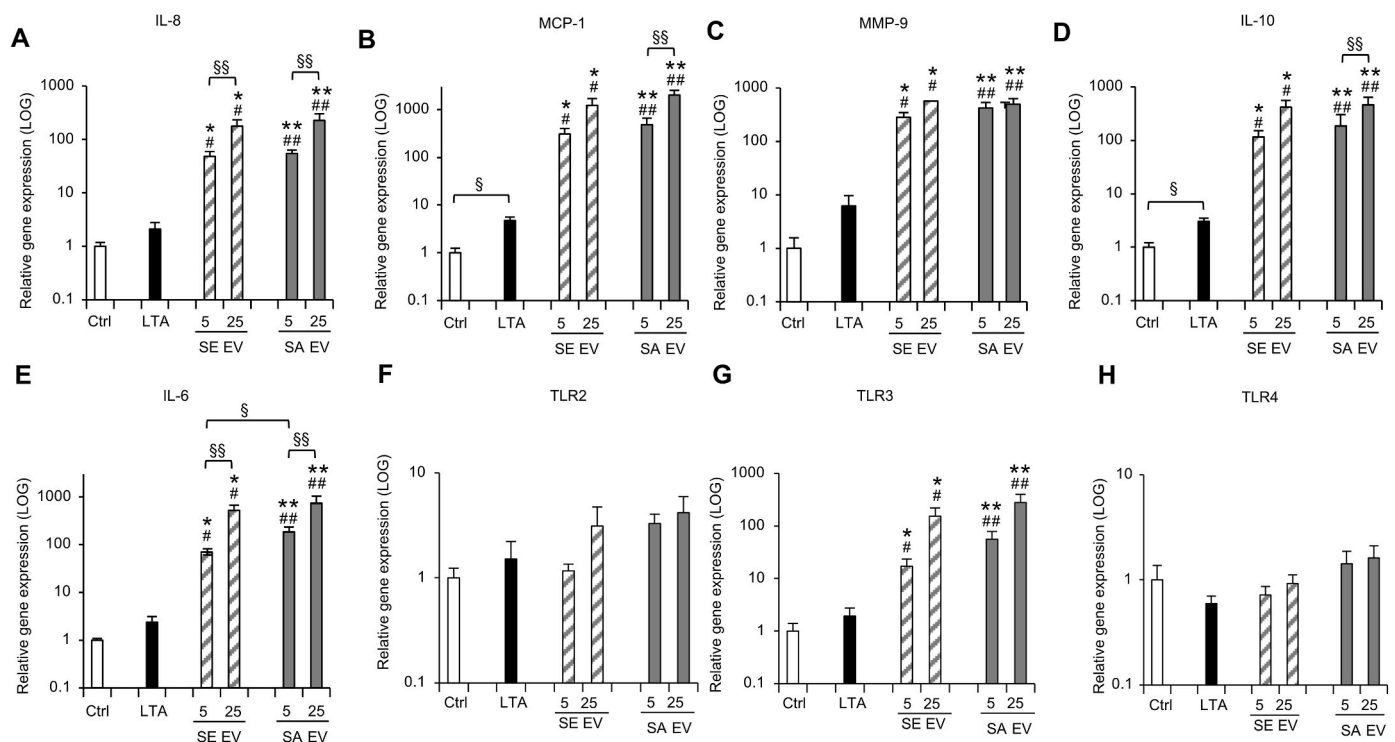 A
IL-8
Relative gene expression (LOG)
1000
100
10
1
0.1
§§
§§
*
#
*
#
**
##
**
##
Ctrl
LTA
5
25
5
25
SE EV
SA EV
B
MCP-1
Relative gene expression (LOG)
1000
100
10
1
0.1
§
§§
*
#
*
#
**
##
**
##
Ctrl
LTA
5
25
5
25
SE EV
SA EV
C
MMP-9
Relative gene expression (LOG)
1000
100
10
1
0.1
*
#
*
#
**
##
**
##
Ctrl
LTA
5
25
5
25
SE EV
SA EV
D
IL-10
Relative gene expression (LOG)
1000
100
10
1
0.1
§
§§
*
#
*
#
**
##
**
##
Ctrl
LTA
5
25
5
25
SE EV
SA EV
E
IL-6
Relative gene expression (LOG)
1000
100
10
1
0.1
§
§§
§§
*
#
*
#
**
##
**
##
Ctrl
LTA
5
25
5
25
SE EV
SA EV
F
TLR2
Relative gene expression (LOG)
10
1
0.1
Ctrl
LTA
5
25
SE EV
SA EV
G
TLR3
Relative gene expression (LOG)
1000
100
10
1
0.1
*
#
*
#
**
##
**
##
Ctrl
LTA
5
25
5
25
SE EV
SA EV
H
TLR4
Relative gene expression (LOG)
10
1
0.1
Ctrl
LTA
5
25
5
25
SE EV
SA EV